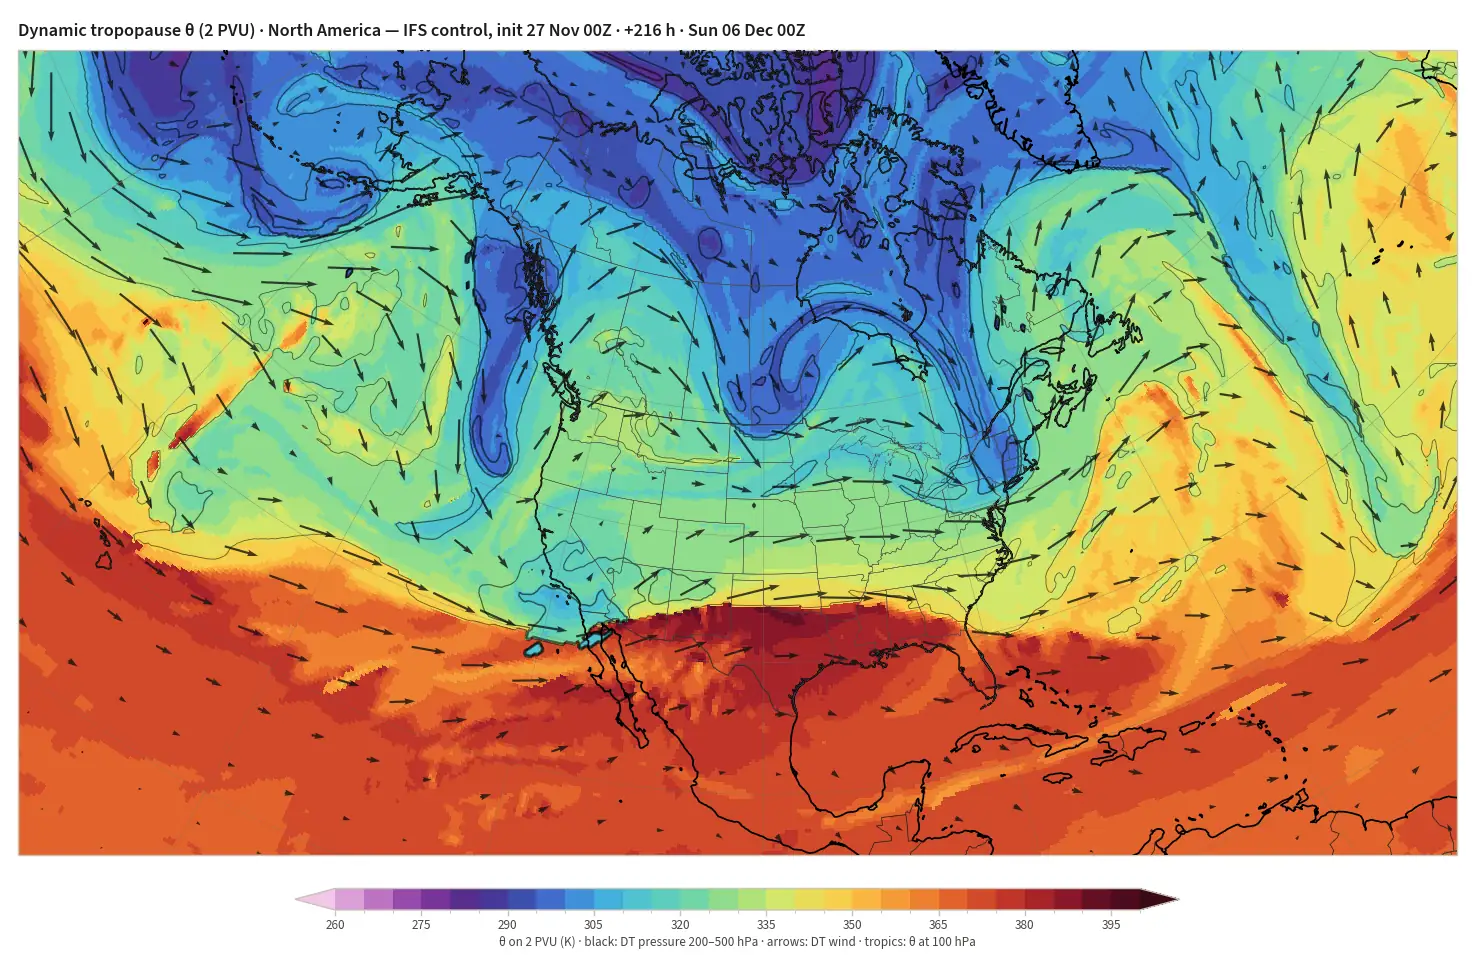 Dynamic tropopause θ (2 PVU) · North America — IFS control, init 27 Nov 00Z · +216 h · Sun 06 Dec 00Z
260 275 290 305 320 335 350 365 380 395
θ on 2 PVU (K) · black: DT pressure 200–500 hPa · arrows: DT wind · tropics: θ at 100 hPa